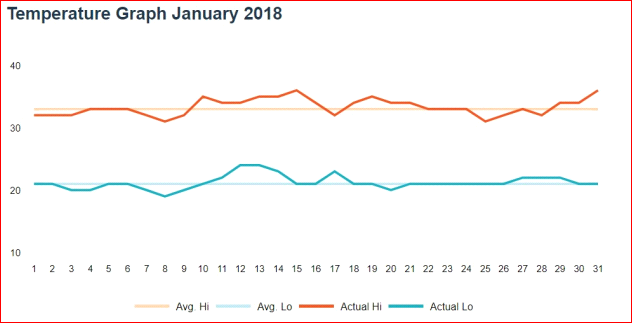 Temperature Graph January 2018
40
30
20
10
1 2 3 4 5 6 7 8 9 10 11 12 13 14 15 16 17 18 19 20 21 22 23 24 25 26 27 28 29 30 31
Avg. Hi Avg. Lo Actual Hi Actual Lo